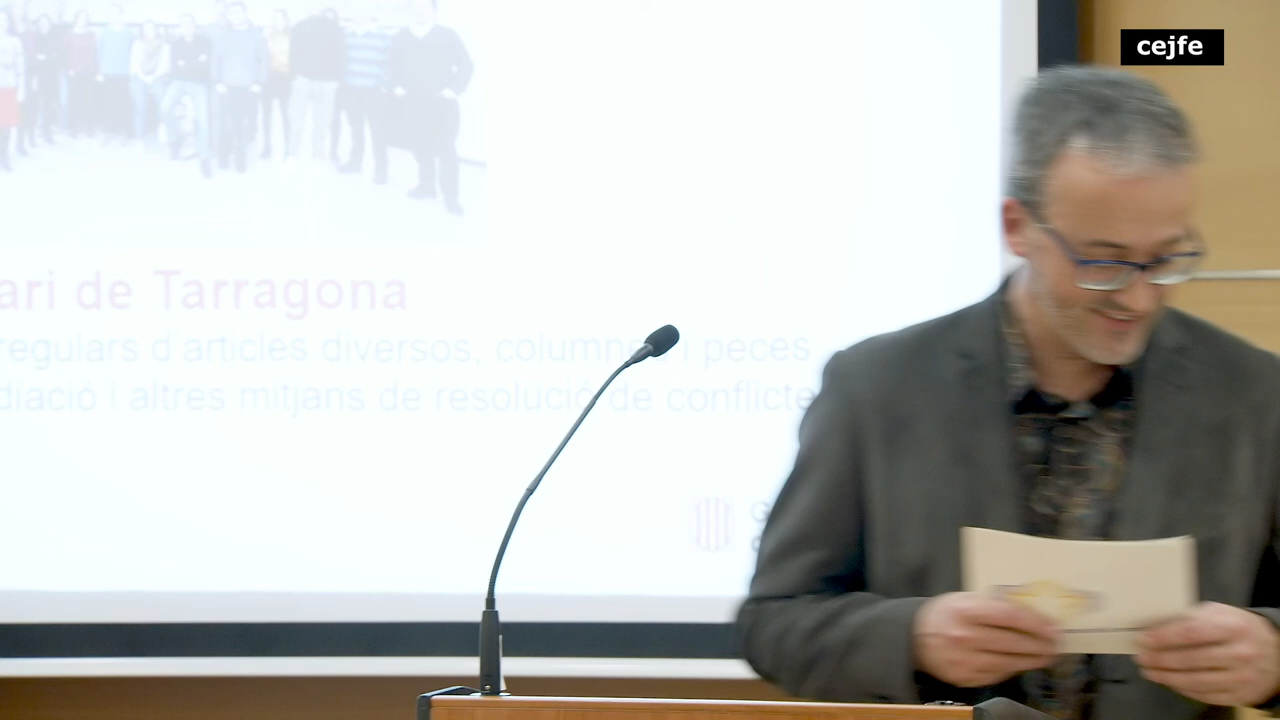 cejfe
ari de Tarragona
regulars d'articles diversos, columnes i peces
diació i altres mitjans de resolució de conflicte